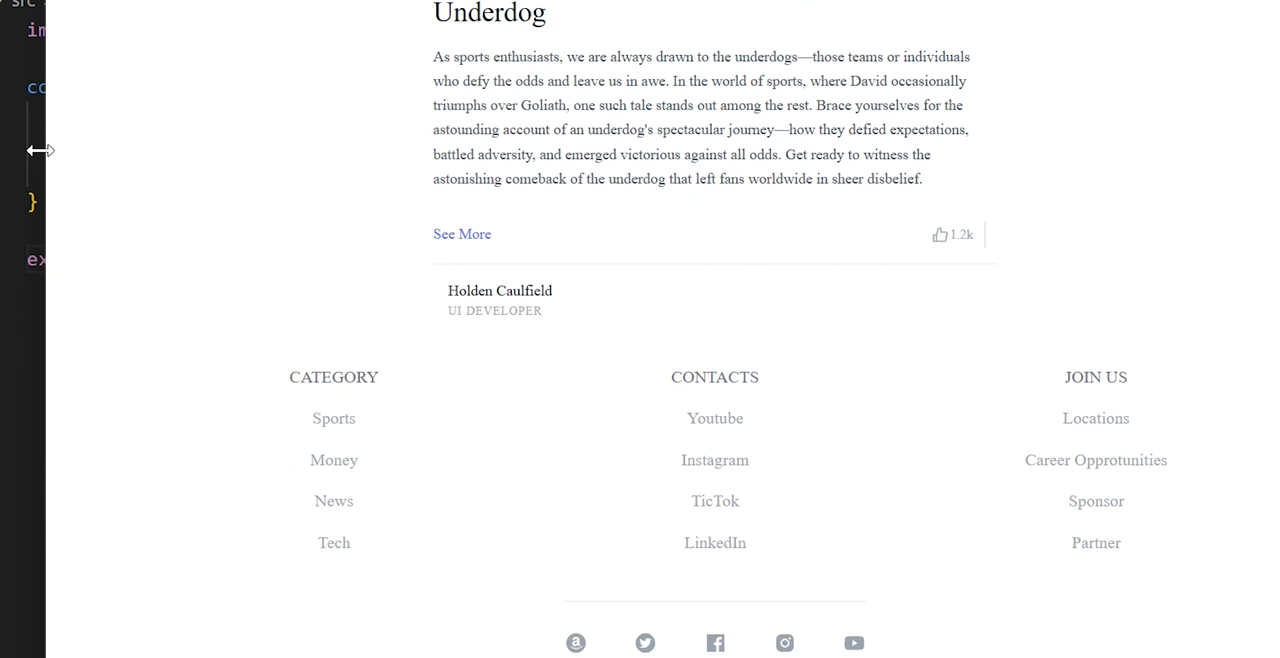 src
im
Underdog
As sports enthusiasts, we are always drawn to the underdogs—those teams or individuals
who defy the odds and leave us in awe. In the world of sports, where David occasionally
triumphs over Goliath, one such tale stands out among the rest. Brace yourselves for the
astounding account of an underdog's spectacular journey—how they defied expectations,
battled adversity, and emerged victorious against all odds. Get ready to witness the
astonishing comeback of the underdog that left fans worldwide in sheer disbelief.
co
}
ex
See More 1.2k
Holden Caulfield
UI DEVELOPER
CATEGORY CONTACTS JOIN US
Sports Youtube Locations
Money Instagram Career Opprotunities
News TicTok Sponsor
Tech LinkedIn Partner